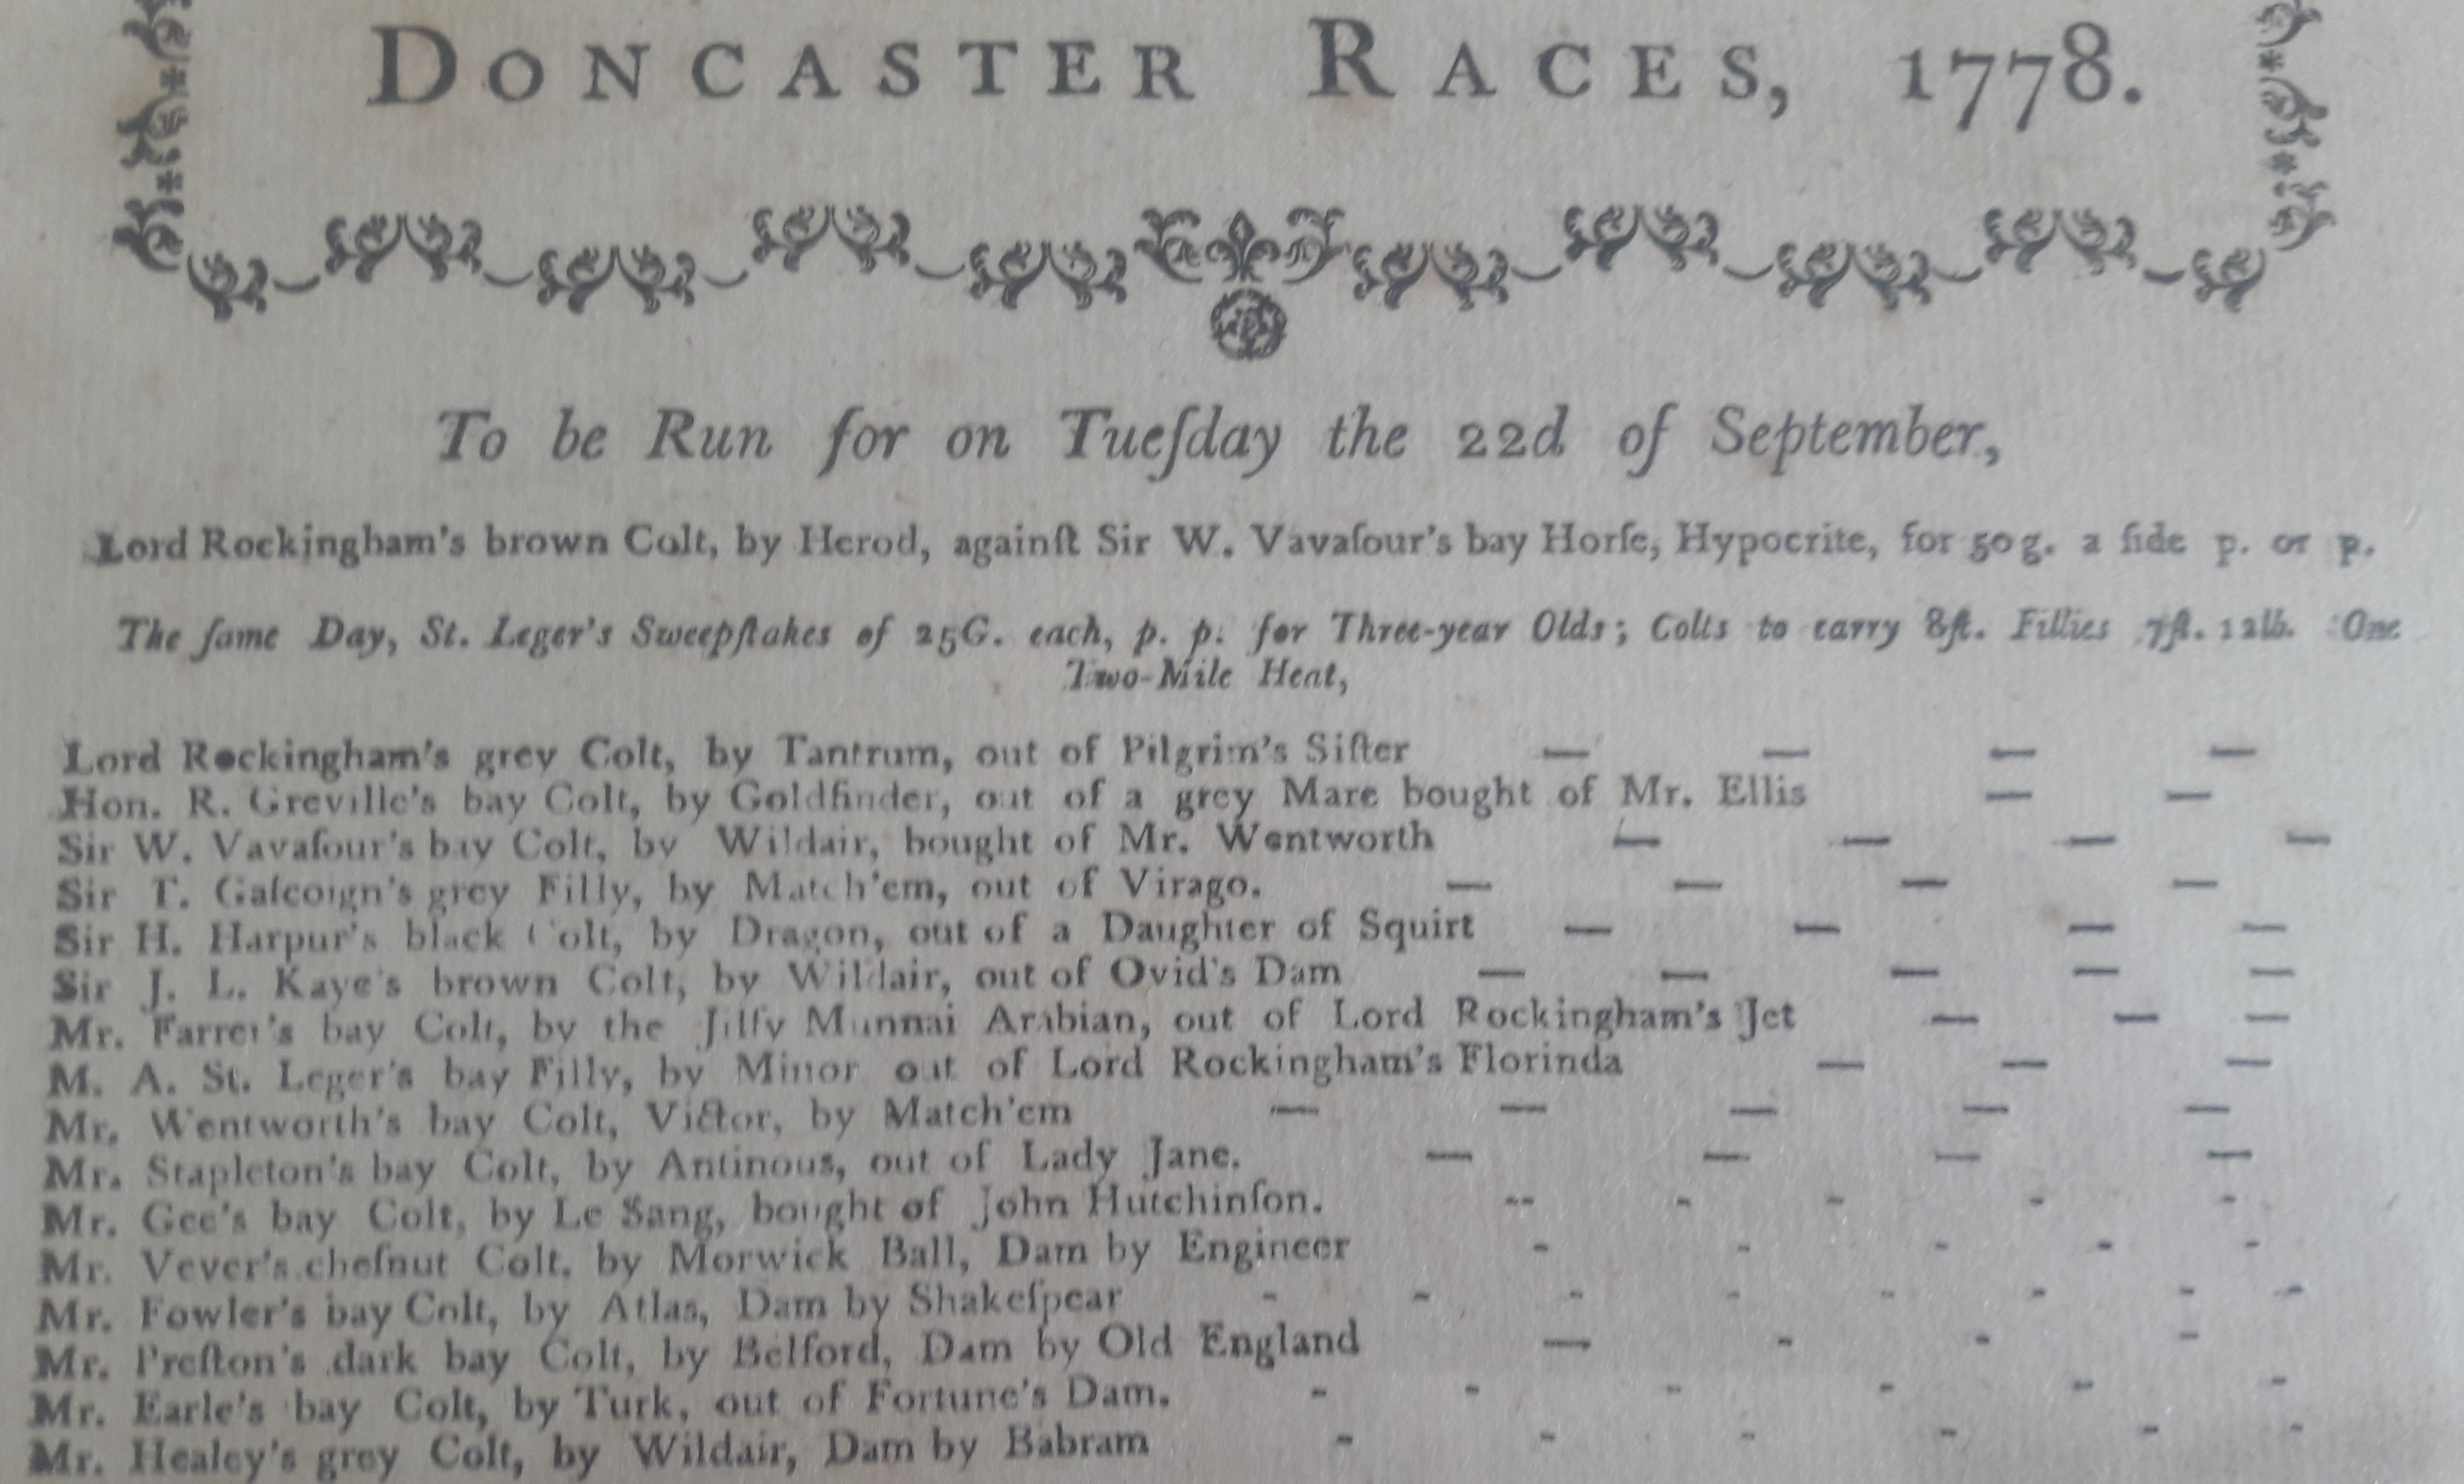 DONCASTER RACES, 1778.
To be Run for on Tueſday the 22d of September,
Lord Rockingham's brown Colt, by Herod, againſt Sir W. Vavaſour's bay Horſe, Hypocrite, for 50 g. a ſide p. or p.
The ſame Day, St. Leger's Sweepſtakes of 25G. each, p. p. for Three-year Olds; Colts to carry 8ſt. Fillies 7ſt. 12lb. One
Two-Mile Heat,
Lord Rockingham's grey Colt, by Tantrum, out of Pilgrim's Siſter — — — —
Hon. R. Greville's bay Colt, by Goldfinder, out of a grey Mare bought of Mr. Ellis — —
Sir W. Vavaſour's bay Colt, by Wildair, bought of Mr. Wentworth — — — —
Sir T. Gaſcoign's grey Filly, by Match'em, out of Virago. — — — —
Sir H. Harpur's black Colt, by Dragon, out of a Daughter of Squirt — — — —
Sir J. L. Kaye's brown Colt, by Wildair, out of Ovid's Dam — — — — —
Mr. Farrer's bay Colt, by the Jilfy Munnai Arabian, out of Lord Rockingham's Jet — — —
M. A. St. Leger's bay Filly, by Minor out of Lord Rockingham's Florinda — — —
Mr. Wentworth's bay Colt, Victor, by Match'em — — — — —
Mr. Stapleton's bay Colt, by Antinous, out of Lady Jane. — — — —
Mr. Gee's bay Colt, by Le Sang, bought of John Hutchinſon. -- - - - -
Mr. Vever's cheſnut Colt, by Morwick Ball, Dam by Engineer - - - - -
Mr. Fowler's bay Colt, by Atlas, Dam by Shakeſpear - - - - - - - -
Mr. Preſton's dark bay Colt, by Belford, Dam by Old England — - - -
Mr. Earle's bay Colt, by Turk, out of Fortune's Dam. - - - - - -
Mr. Healey's grey Colt, by Wildair, Dam by Babram - - - - - -